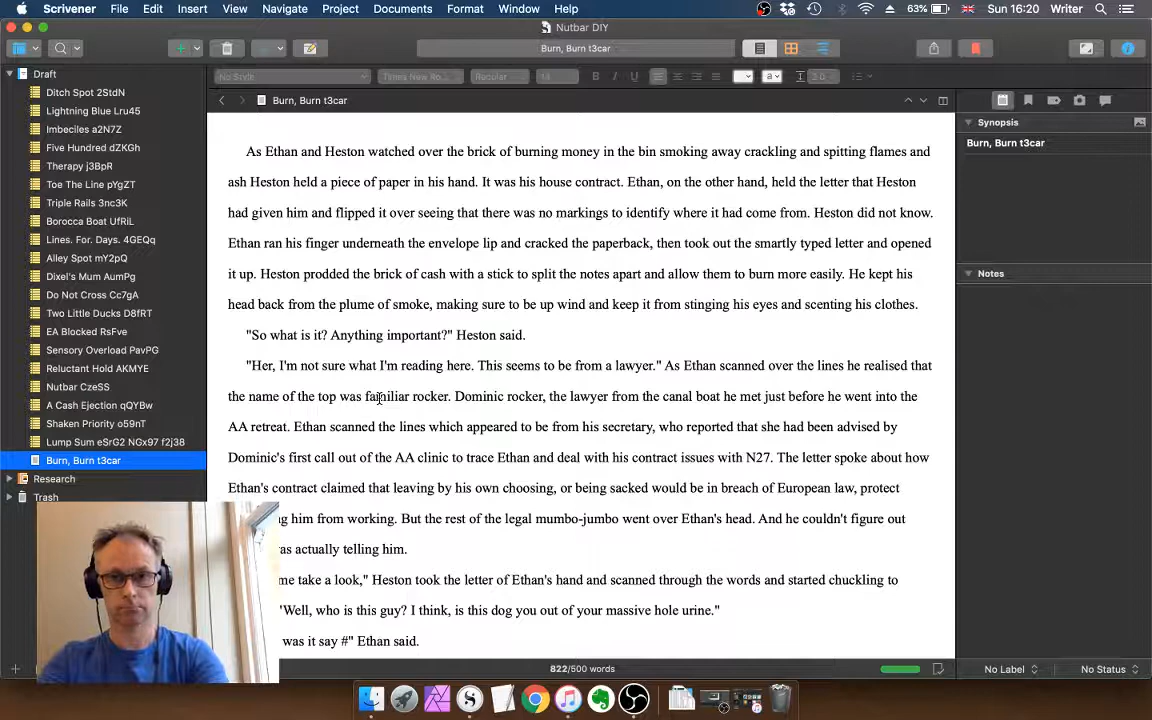 Scrivener File Edit Insert View Navigate Project Documents Format Window Help 63% Sun 16:20 Writer
Nutbar DIY
Burn, Burn t3car
No Style Times New Ro... Regular 13 B I U a 2.0
Draft
Ditch Spot 2StdN
Lightning Blue Lru45
Imbeciles a2N7Z
Five Hundred dZKGh
Therapy j3BpR
Toe The Line pYgZT
Triple Rails 3nc3K
Borocca Boat UfRiL
Lines. For. Days. 4GEQq
Alley Spot mY2pQ
Dixel's Mum AumPg
Do Not Cross Cc7gA
Two Little Ducks D8fRT
EA Blocked RsFve
Sensory Overload PavPG
Reluctant Hold AKMYE
Nutbar CzeSS
A Cash Ejection qQYBw
Shaken Priority o59nT
Lump Sum eSrG2 NGx97 f2j38
Burn, Burn t3car
Research
Trash
Burn, Burn t3car
As Ethan and Heston watched over the brick of burning money in the bin smoking away crackling and spitting flames and
ash Heston held a piece of paper in his hand. It was his house contract. Ethan, on the other hand, held the letter that Heston
had given him and flipped it over seeing that there was no markings to identify where it had come from. Heston did not know.
Ethan ran his finger underneath the envelope lip and cracked the paperback, then took out the smartly typed letter and opened
it up. Heston prodded the brick of cash with a stick to split the notes apart and allow them to burn more easily. He kept his
head back from the plume of smoke, making sure to be up wind and keep it from stinging his eyes and scenting his clothes.
"So what is it? Anything important?" Heston said.
"Her, I'm not sure what I'm reading here. This seems to be from a lawyer." As Ethan scanned over the lines he realised that
the name of the top was familiar rocker. Dominic rocker, the lawyer from the canal boat he met just before he went into the
AA retreat. Ethan scanned the lines which appeared to be from his secretary, who reported that she had been advised by
Dominic's first call out of the AA clinic to trace Ethan and deal with his contract issues with N27. The letter spoke about how
Ethan's contract claimed that leaving by his own choosing, or being sacked would be in breach of European law, protect
ng him from working. But the rest of the legal mumbo-jumbo went over Ethan's head. And he couldn't figure out
as actually telling him.
me take a look," Heston took the letter of Ethan's hand and scanned through the words and started chuckling to
"Well, who is this guy? I think, is this dog you out of your massive hole urine."
was it say #" Ethan said.
822/500 words
Synopsis
Burn, Burn t3car
Notes
No Label No Status